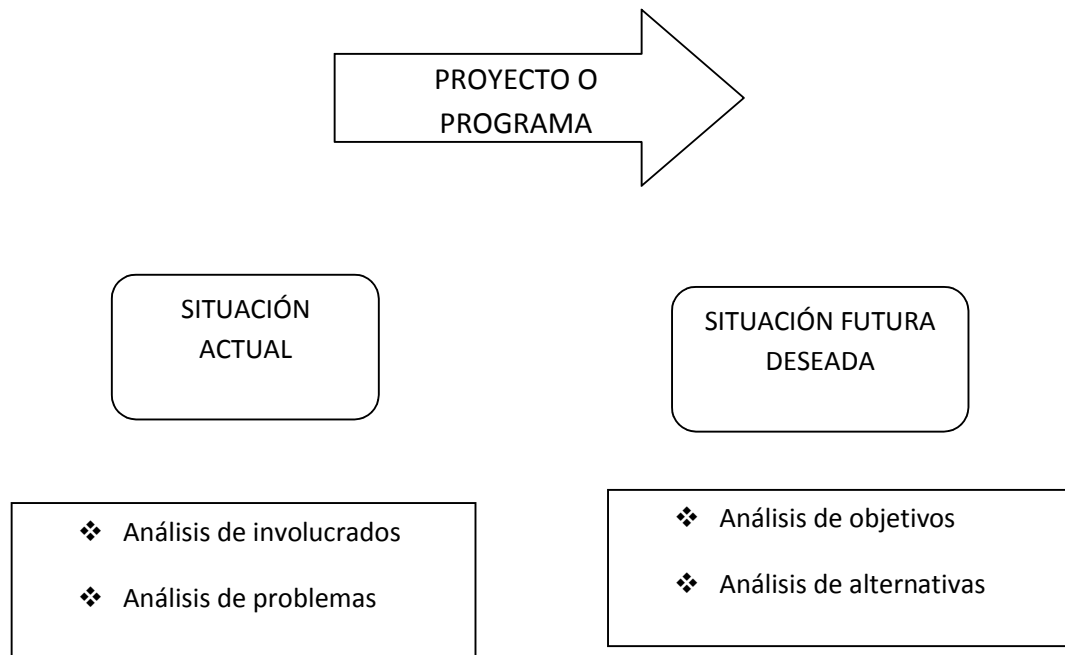 PROYECTO O
PROGRAMA
SITUACIÓN
ACTUAL
SITUACIÓN FUTURA
DESEADA
❖ Análisis de involucrados
❖ Análisis de problemas
❖ Análisis de objetivos
❖ Análisis de alternativas